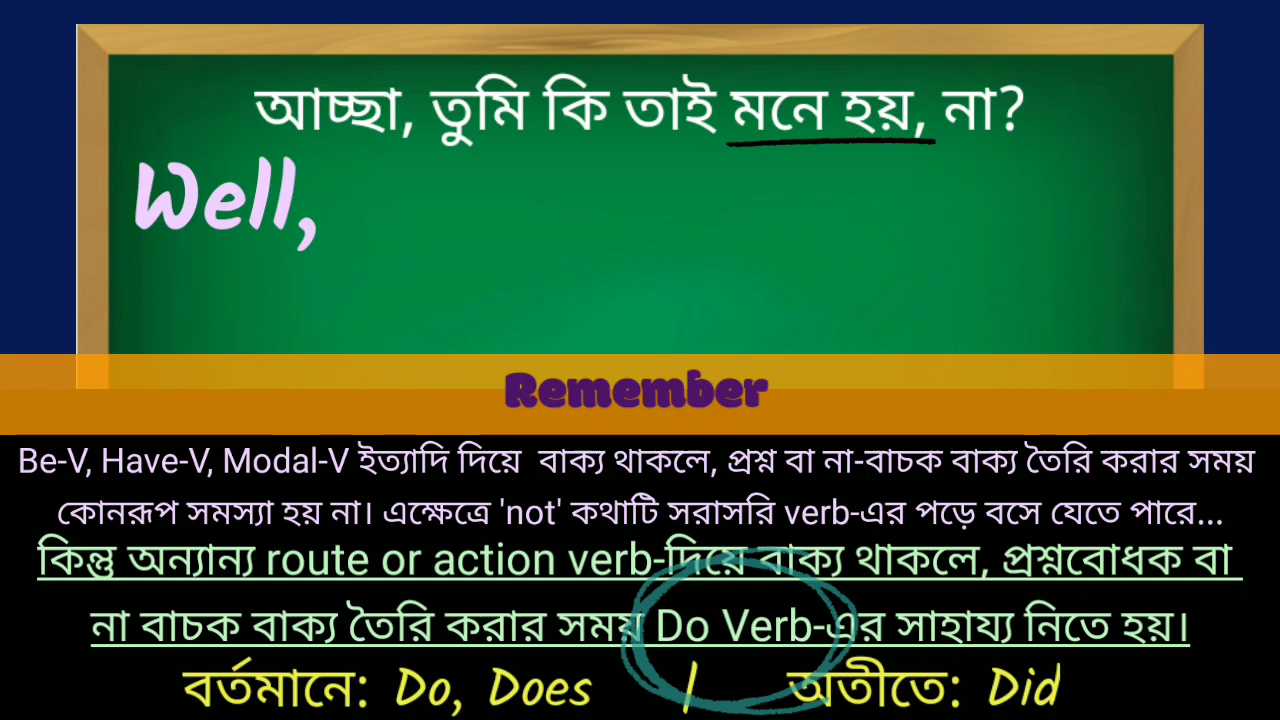 আচ্ছা, তুমি কি তাই মনে হয়, না?
Well,
Remember
Be-V, Have-V, Modal-V ইত্যাদি দিয়ে বাক্য থাকলে, প্রশ্ন বা না-বাচক বাক্য তৈরি করার সময়
কোনরূপ সমস্যা হয় না। এক্ষেত্রে 'not' কথাটি সরাসরি verb-এর পড়ে বসে যেতে পারে...
কিন্তু অন্যান্য route or action verb-দিয়ে বাক্য থাকলে, প্রশ্নবোধক বা
না বাচক বাক্য তৈরি করার সময় Do Verb-এর সাহায্য নিতে হয়।
বর্তমানে: Do, Does / অতীতে: Did